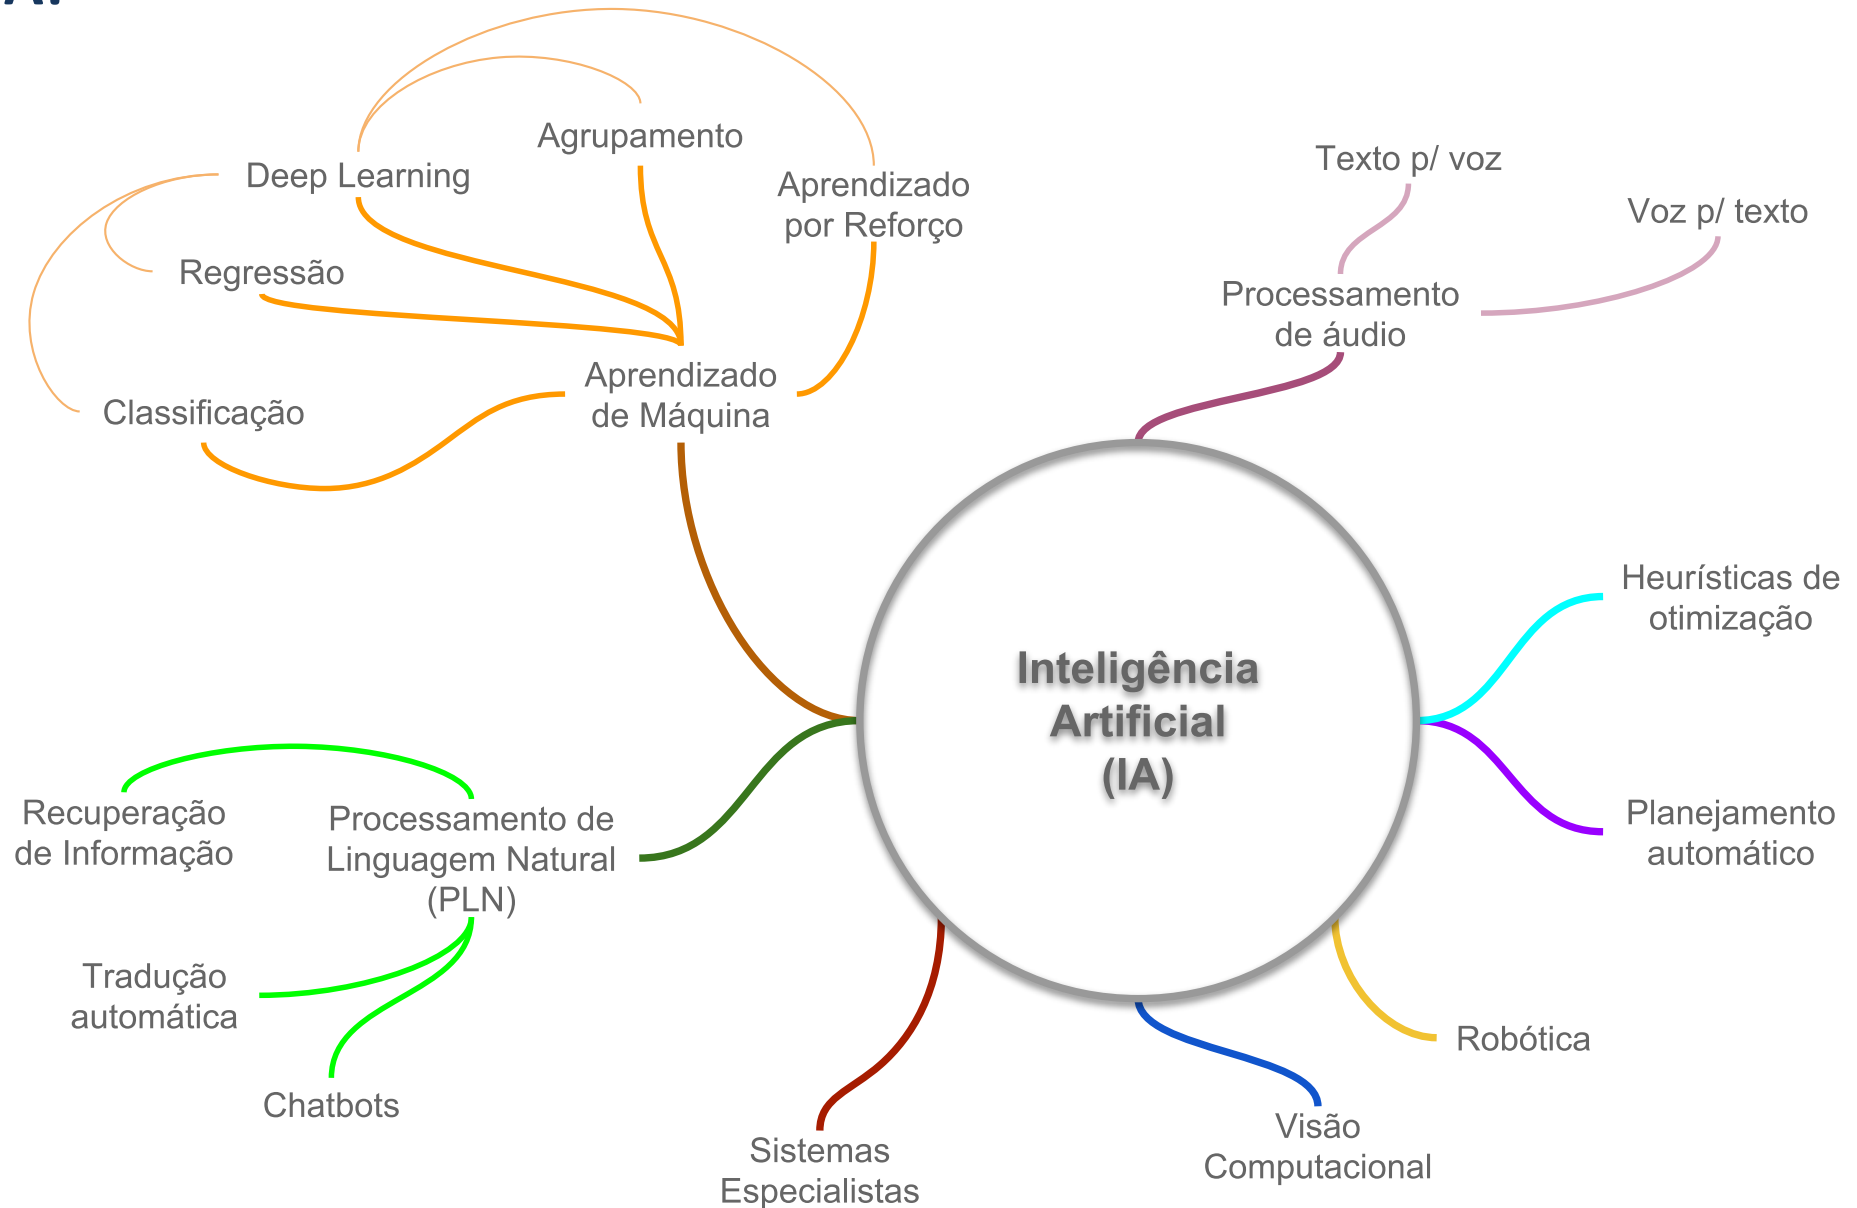 Agrupamento
Deep Learning
Aprendizado
por Reforço
Regressão
Classificação
Aprendizado
de Máquina
Texto p/ voz
Voz p/ texto
Processamento
de áudio
Inteligência
Artificial
(IA)
Heurísticas de
otimização
Planejamento
automático
Robótica
Visão
Computacional
Sistemas
Especialistas
Processamento de
Linguagem Natural
(PLN)
Recuperação
de Informação
Tradução
automática
Chatbots